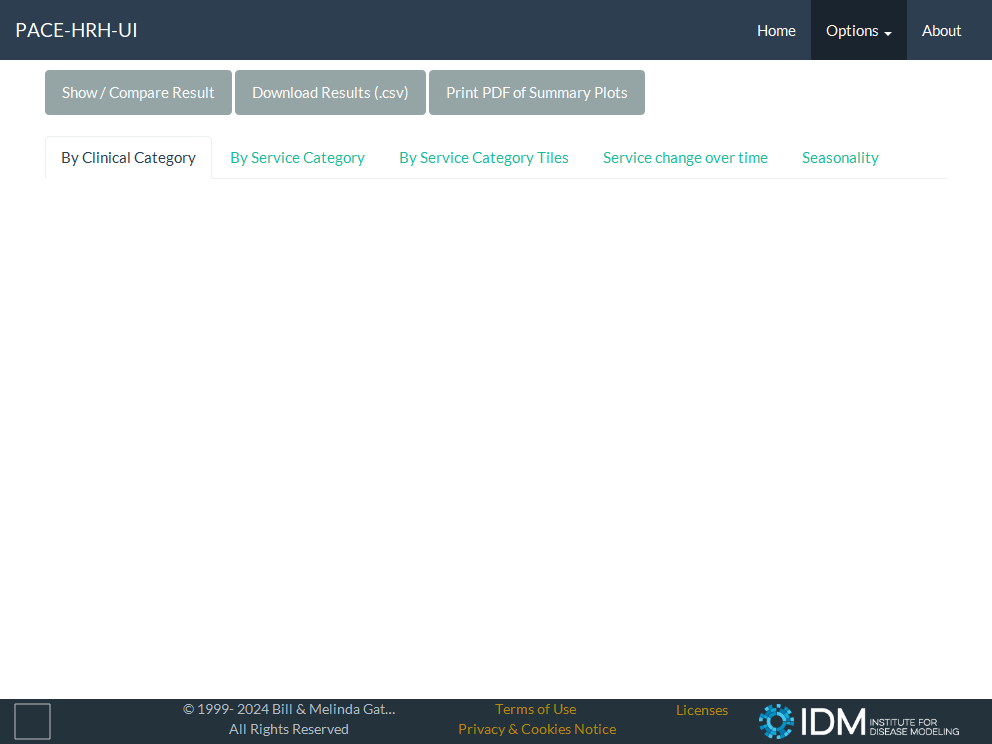 PACE-HRH-UI
Home
Options
About
Show / Compare Result
Download Results (.csv)
Print PDF of Summary Plots
By Clinical Category
By Service Category
By Service Category Tiles
Service change over time
Seasonality
© 1999- 2024 Bill & Melinda Gat...
All Rights Reserved
Terms of Use
Privacy & Cookies Notice
Licenses
IDM
INSTITUTE FOR
DISEASE MODELING